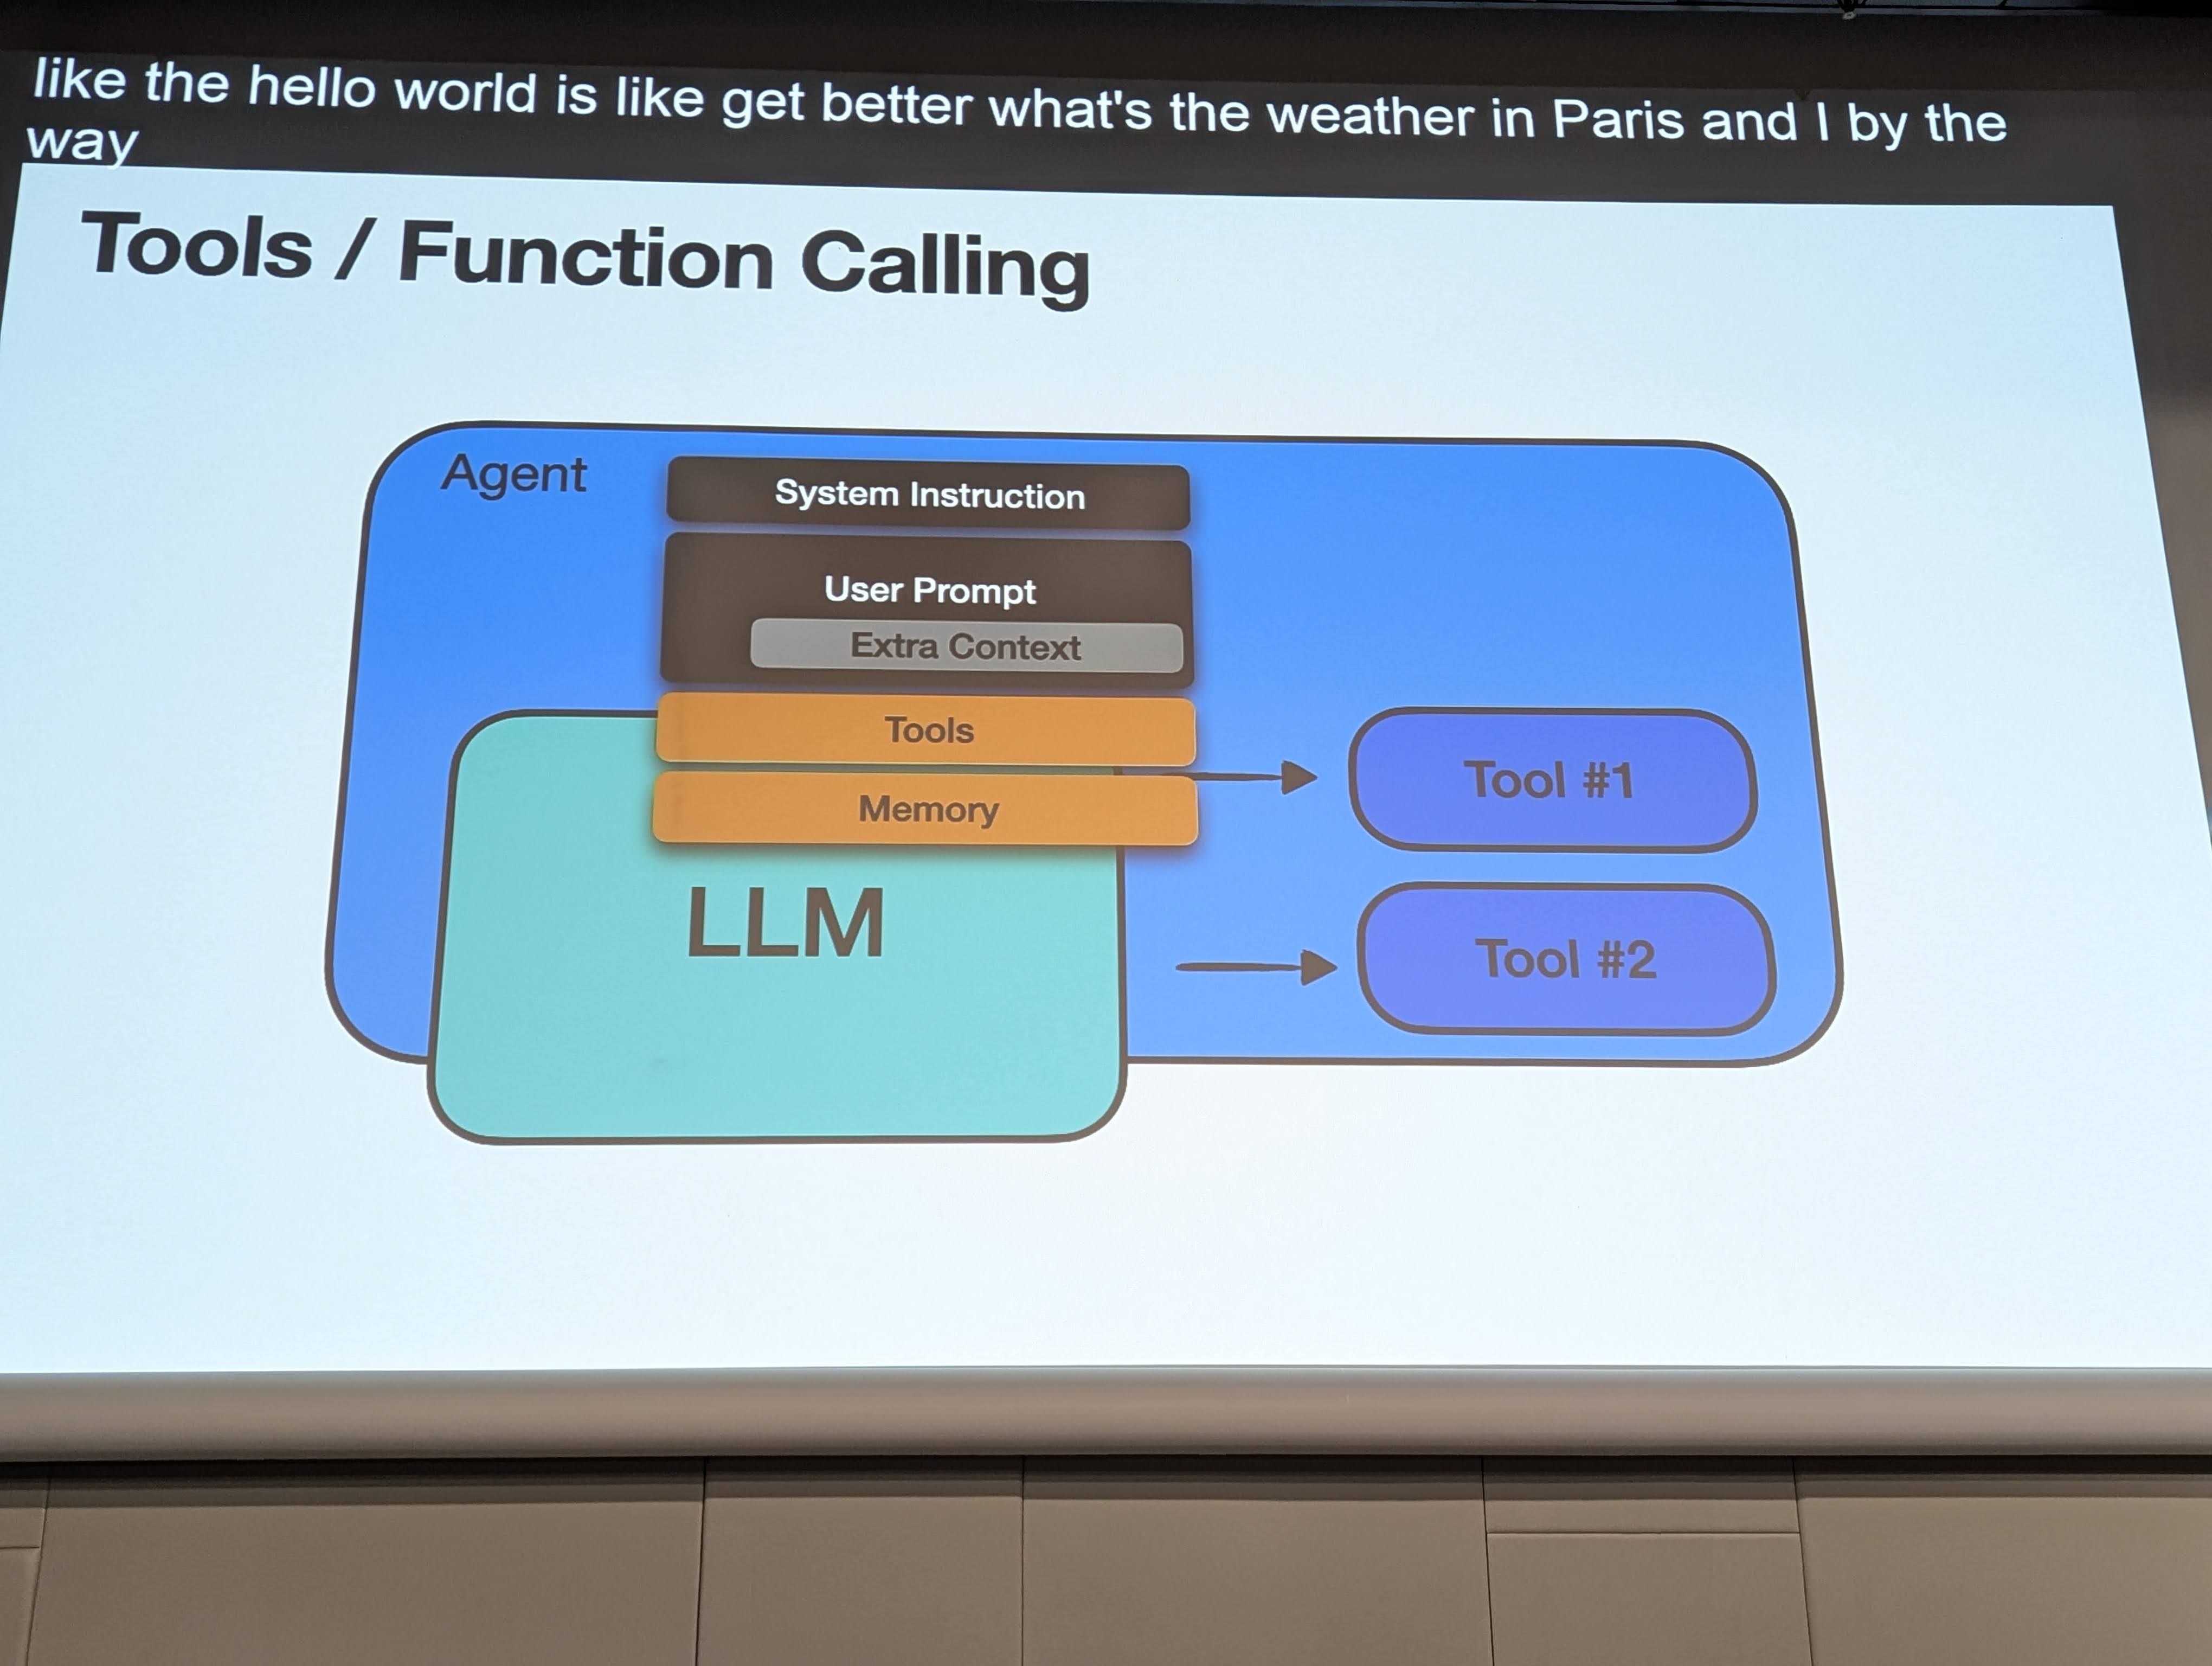 like the hello world is like get better what's the weather in Paris and I by the
way
Tools / Function Calling
Agent
System Instruction
User Prompt
Extra Context
Tools
Memory
LLM
Tool #1
Tool #2